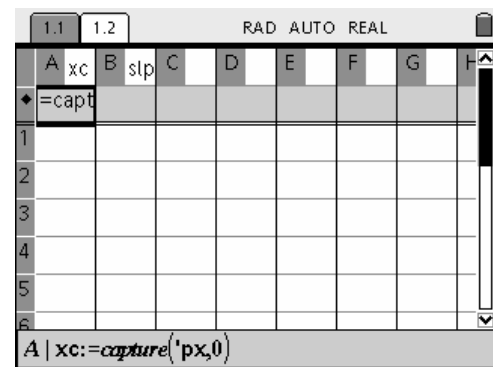 1.1 1.2 RAD AUTO REAL
A xc B slp C D E F G H
◆ =capt
1
2
3
4
5
6
A | xc:=capture('px,0)